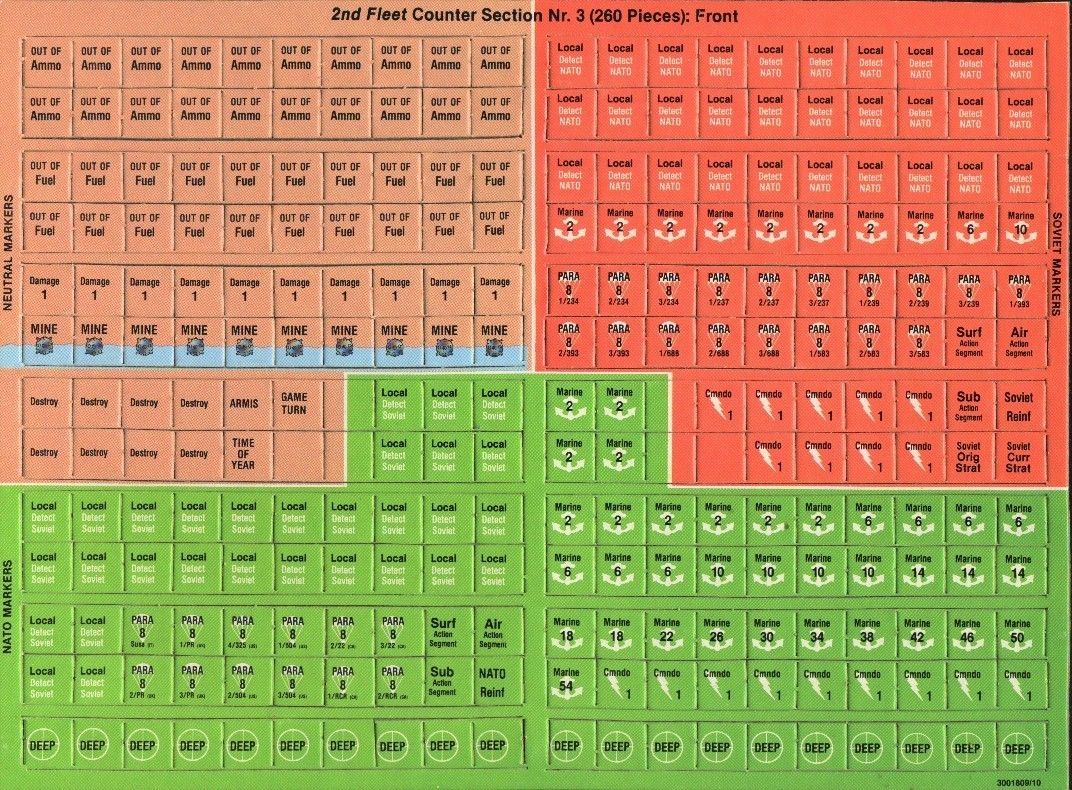 2nd Fleet Counter Section Nr. 3 (260 Pieces): Front
NEUTRAL MARKERS
OUT OF OUT OF OUT OF OUT OF OUT OF OUT OF OUT OF OUT OF OUT OF OUT OF
Ammo Ammo Ammo Ammo Ammo Ammo Ammo Ammo Ammo Ammo
OUT OF OUT OF OUT OF OUT OF OUT OF OUT OF OUT OF OUT OF OUT OF OUT OF
Ammo Ammo Ammo Ammo Ammo Ammo Ammo Ammo Ammo Ammo
OUT OF OUT OF OUT OF OUT OF OUT OF OUT OF OUT OF OUT OF OUT OF OUT OF
Fuel Fuel Fuel Fuel Fuel Fuel Fuel Fuel Fuel Fuel
OUT OF OUT OF OUT OF OUT OF OUT OF OUT OF OUT OF OUT OF OUT OF OUT OF
Fuel Fuel Fuel Fuel Fuel Fuel Fuel Fuel Fuel Fuel
Damage Damage Damage Damage Damage Damage Damage Damage Damage Damage
1 1 1 1 1 1 1 1 1 1
MINE MINE MINE MINE MINE MINE MINE MINE MINE MINE
Destroy Destroy Destroy Destroy ARMIS GAME TURN
Destroy Destroy Destroy Destroy TIME OF YEAR
SOVIET MARKERS
Local Local Local Local Local Local Local Local Local Local
Detect Detect Detect Detect Detect Detect Detect Detect Detect Detect
NATO NATO NATO NATO NATO NATO NATO NATO NATO NATO
Local Local Local Local Local Local Local Local Local Local
Detect Detect Detect Detect Detect Detect Detect Detect Detect Detect
NATO NATO NATO NATO NATO NATO NATO NATO NATO NATO
Local Local Local Local Local Local Local Local Local Local
Detect Detect Detect Detect Detect Detect Detect Detect Detect Detect
NATO NATO NATO NATO NATO NATO NATO NATO NATO NATO
Marine Marine Marine Marine Marine Marine Marine Marine Marine Marine
2 2 2 2 2 2 2 2 6 10
PARA PARA PARA PARA PARA PARA PARA PARA PARA PARA
8 8 8 8 8 8 8 8 8 8
1/234 2/234 3/234 1/237 2/237 3/237 1/239 2/239 3/239 1/393
PARA PARA PARA PARA PARA PARA PARA PARA Surf Air
8 8 8 8 8 8 8 8 Action Action
2/393 3/393 1/688 2/688 3/688 1/583 2/583 3/583 Segment Segment
Cmndo Cmndo Cmndo Cmndo Cmndo Sub Soviet
1 1 1 1 1 Action Segment Reinf
Cmndo Cmndo Cmndo Cmndo Soviet Soviet
1 1 1 1 Orig Curr
Strat Strat
NATO MARKERS
Local Local Local
Detect Detect Detect
Soviet Soviet Soviet
Local Local Local
Detect Detect Detect
Soviet Soviet Soviet
Marine Marine
2 2
Marine Marine
2 2
Local Local Local Local Local Local Local Local Local Local
Detect Detect Detect Detect Detect Detect Detect Detect Detect Detect
Soviet Soviet Soviet Soviet Soviet Soviet Soviet Soviet Soviet Soviet
Local Local Local Local Local Local Local Local Local Local
Detect Detect Detect Detect Detect Detect Detect Detect Detect Detect
Soviet Soviet Soviet Soviet Soviet Soviet Soviet Soviet Soviet Soviet
Local Local PARA PARA PARA PARA PARA PARA Surf Air
Detect Detect 8 8 8 8 8 8 Action Action
Soviet Soviet Susa 1/PR 4/325 1/504 2/22 3/22 Segment Segment
Local Local PARA PARA PARA PARA PARA PARA Sub NATO
Detect Detect 8 8 8 8 8 8 Action Reinf
Soviet Soviet 2/PR 3/PR 2/504 3/504 1/RCR 2/RCR Segment
DEEP DEEP DEEP DEEP DEEP DEEP DEEP DEEP DEEP DEEP
Marine Marine Marine Marine Marine Marine Marine Marine Marine Marine
2 2 2 2 2 2 6 6 6 6
Marine Marine Marine Marine Marine Marine Marine Marine Marine Marine
6 6 6 10 10 10 10 14 14 14
Marine Marine Marine Marine Marine Marine Marine Marine Marine Marine
18 18 22 26 30 34 38 42 46 50
Marine Cmndo Cmndo Cmndo Cmndo Cmndo Cmndo Cmndo Cmndo Cmndo
54 1 1 1 1 1 1 1 1 1
DEEP DEEP DEEP DEEP DEEP DEEP DEEP DEEP DEEP DEEP
3001609/10